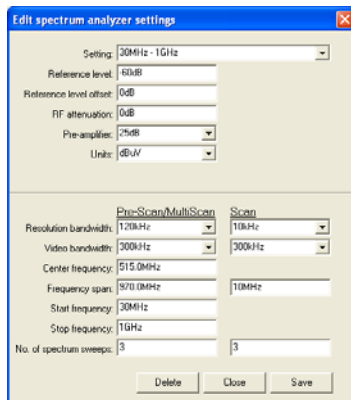 Edit spectrum analyzer settings
Setting: 30MHz - 1GHz
Reference level: -60dB
Reference level offset: 0dB
RF attenuation: 0dB
Pre-amplifier: 25dB
Units: dBuV
Pre-Scan/MultiScan Scan
Resolution bandwidth: 120kHz 10kHz
Video bandwidth: 300kHz 300kHz
Center frequency: 515.0MHz
Frequency span: 970.0MHz 10MHz
Start frequency: 30MHz
Stop frequency: 1GHz
No. of spectrum sweeps: 3 3
Delete Close Save